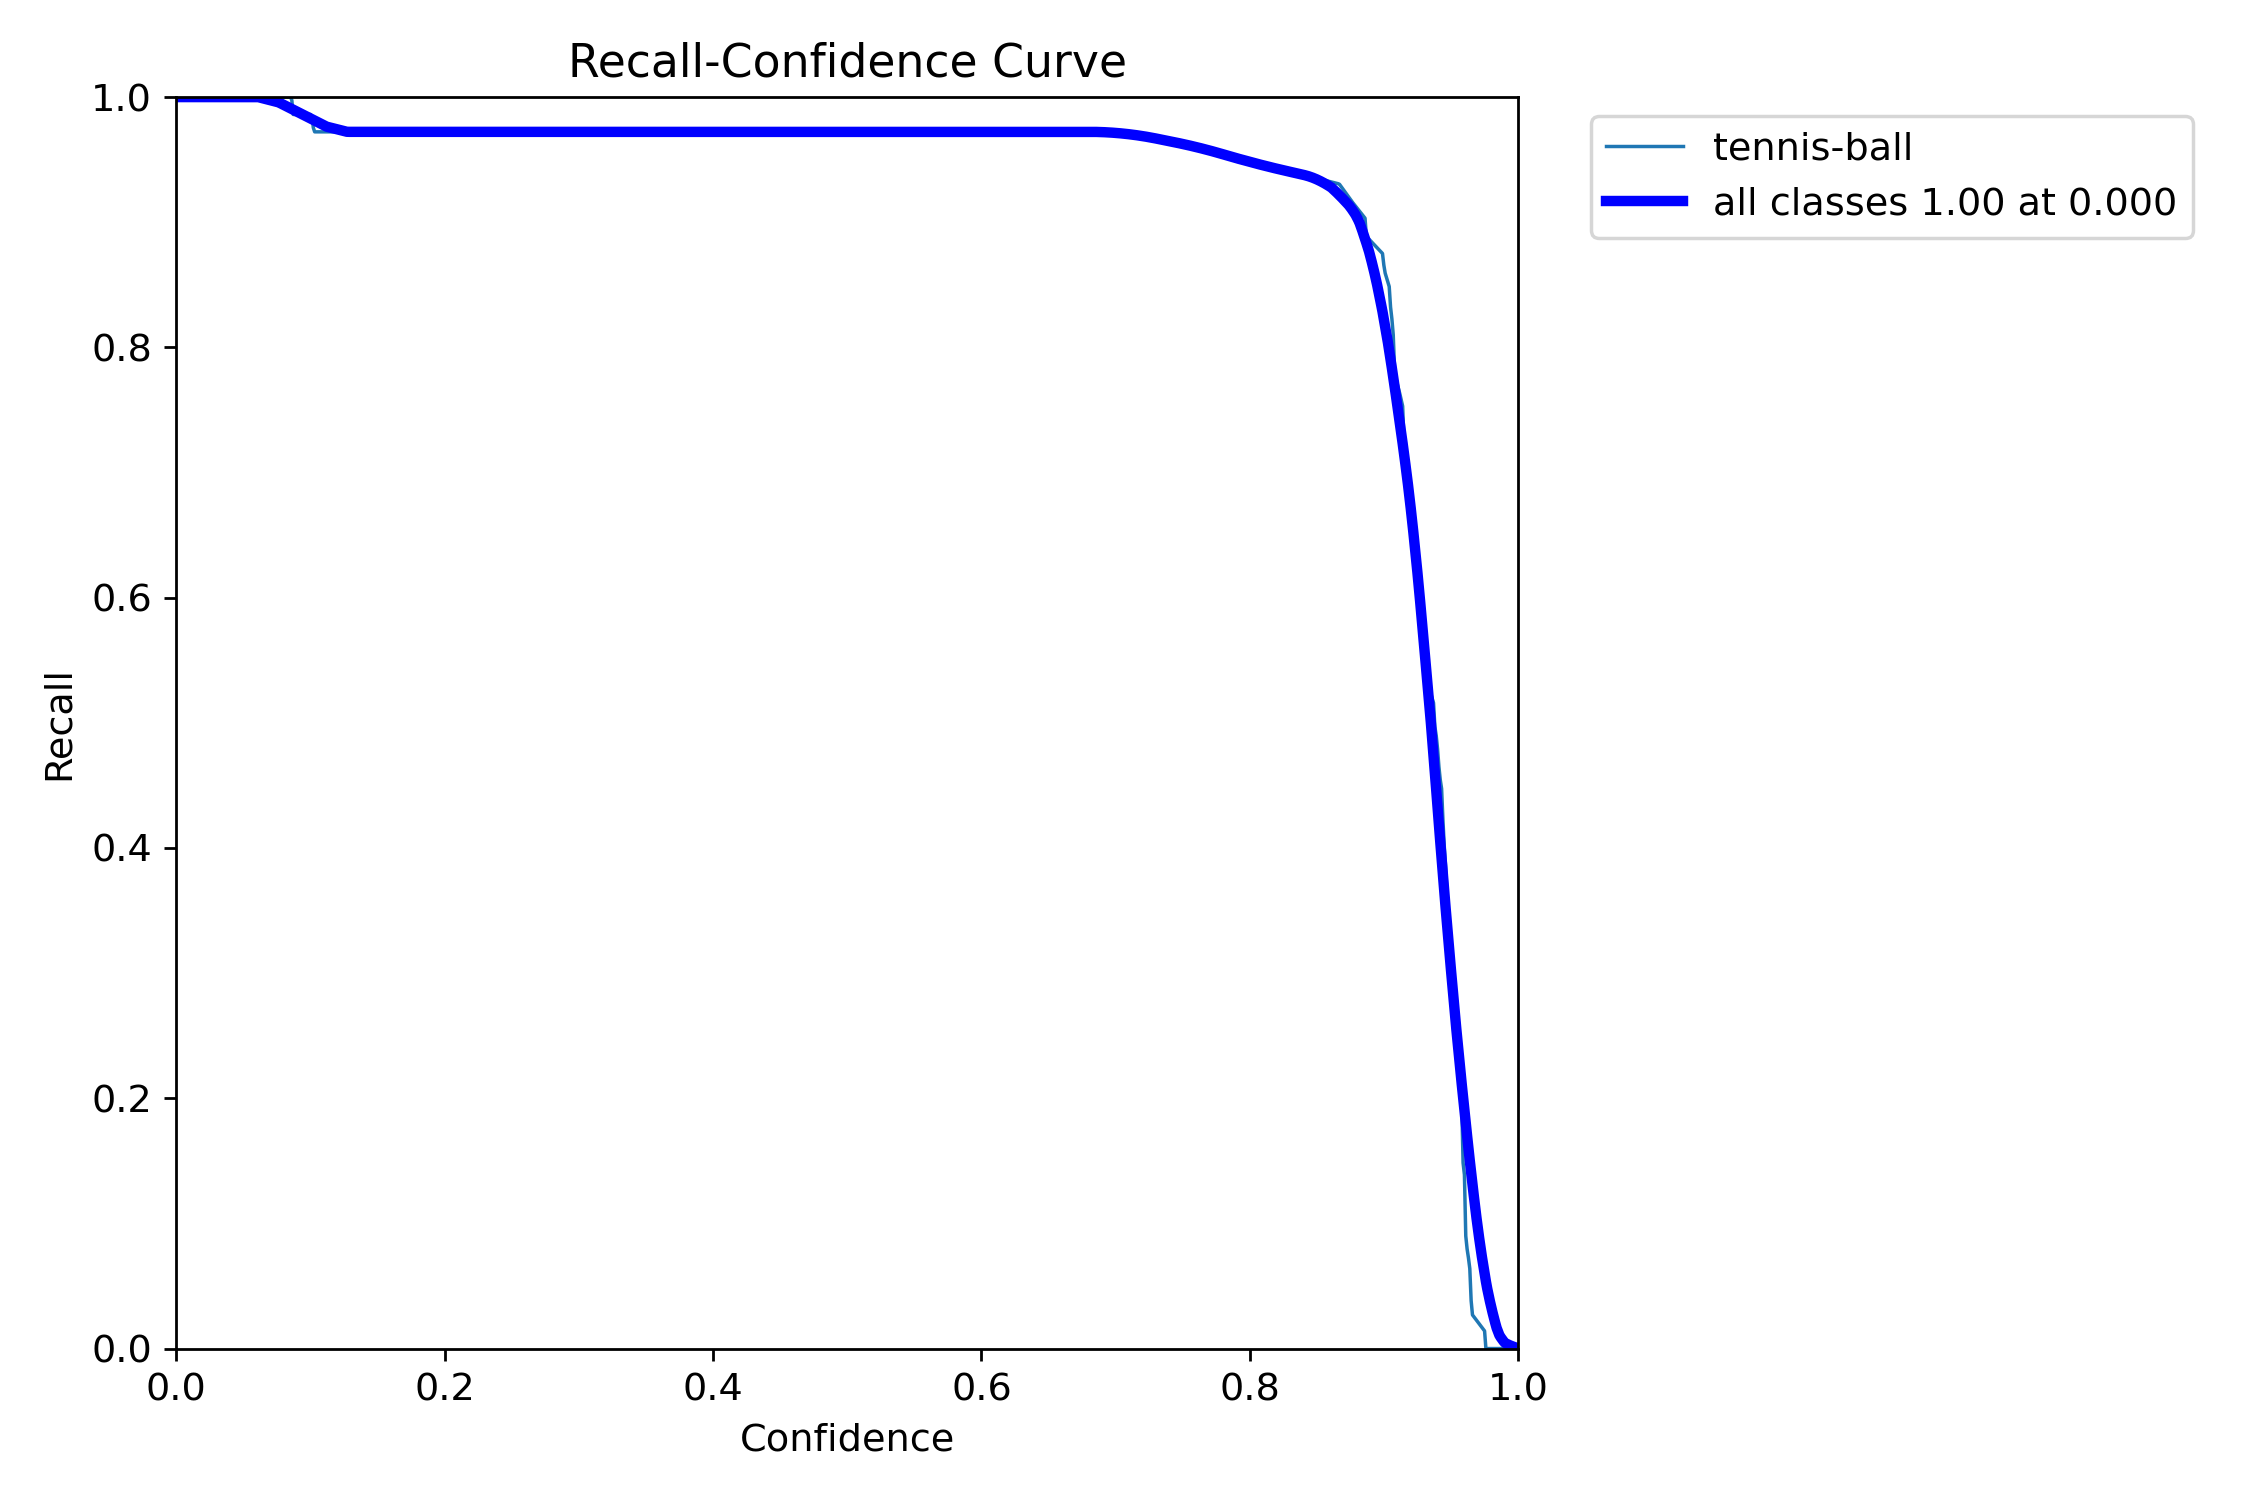 Recall-Confidence Curve
1.0
0.8
0.6
0.4
0.2
0.0
Recall
0.0 0.2 0.4 0.6 0.8 1.0
Confidence
tennis-ball
all classes 1.00 at 0.000